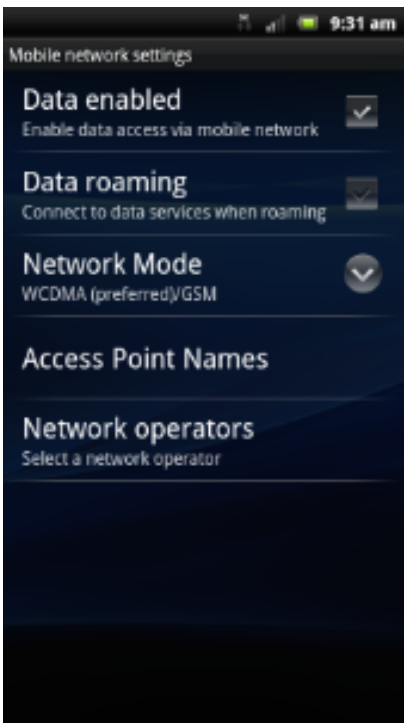 9:31 am
Mobile network settings
Data enabled
Enable data access via mobile network
Data roaming
Connect to data services when roaming
Network Mode
WCDMA (preferred)/GSM
Access Point Names
Network operators
Select a network operator